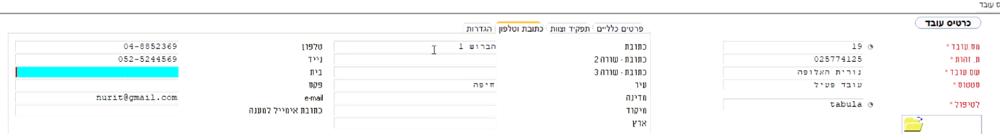 ס עובד
כרטיס עובד
פרטים כלליים תפקיד וצוות כתובת וטלפון הגדרות
מס.עובד * 19 כתובת הברוש 1 טלפון 04-8852369
ת. זהות * 025774125 כתובת - שורה 2 נייד 052-5244569
שם עובד * נורית האלופה כתובת - שורה 3 בית
סטטוס * עובד פעיל עיר חיפה פקס
מדינה e-mail nurit@gmail.com
לטיפול * tabula מיקוד כתובת אימייל למענה
ארץ